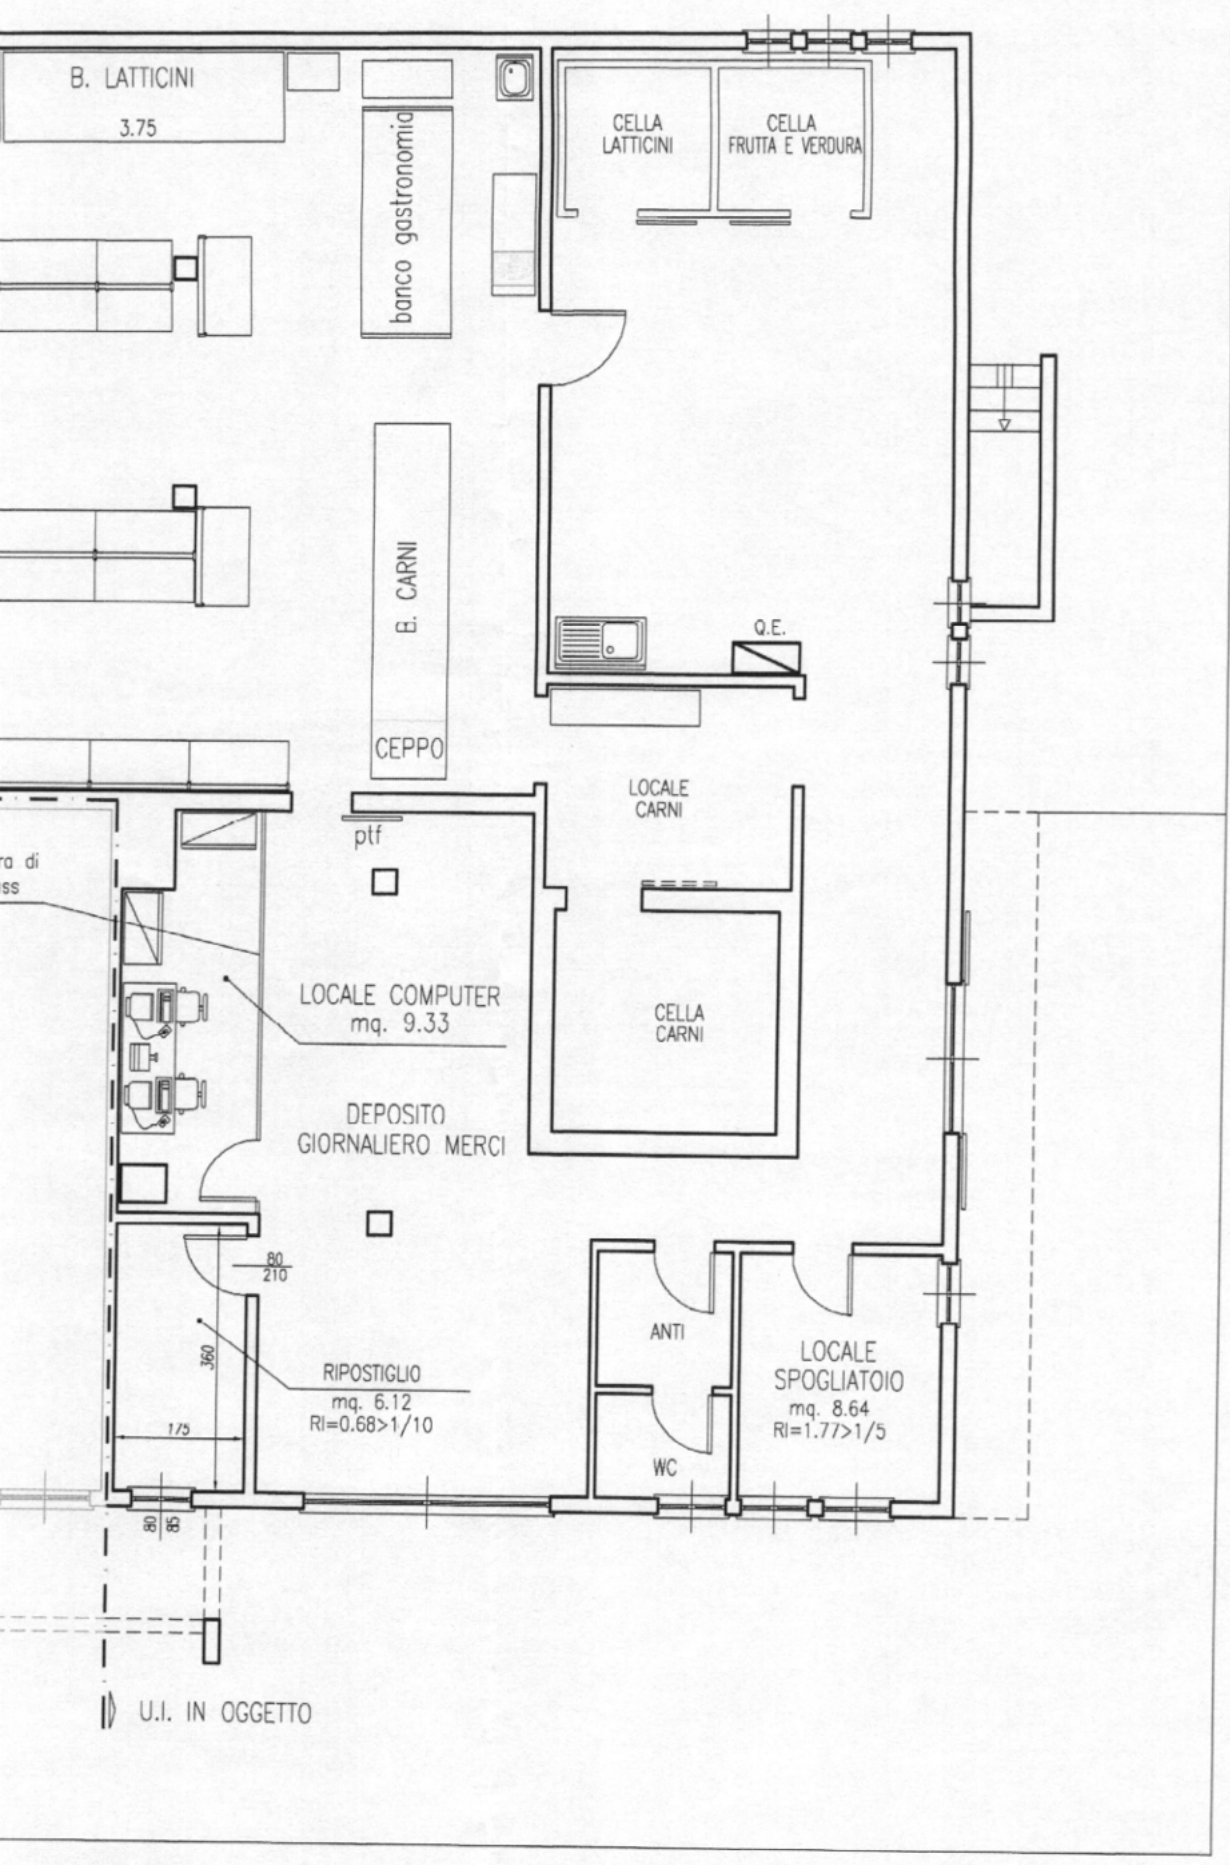 B. LATTICINI
3.75
banco gastronomia
CELLA
LATTICINI
CELLA
FRUTTA E VERDURA
B. CARNI
CEPPO
Q.E.
LOCALE
CARNI
ptf
ra di
ss
LOCALE COMPUTER
mq. 9.33
CELLA
CARNI
DEPOSITO
GIORNALIERO MERCI
80
210
360
175
RIPOSTIGLIO
mq. 6.12
RI=0.68>1/10
ANTI
WC
LOCALE
SPOGLIATOIO
mq. 8.64
RI=1.77>1/5
80
85
U.I. IN OGGETTO